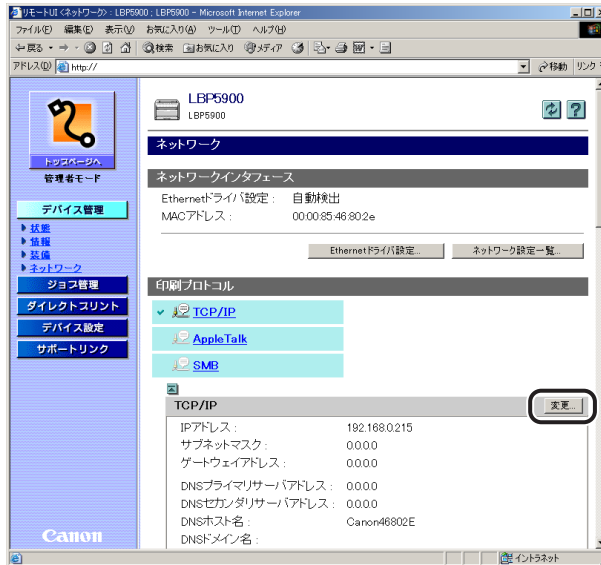 リモートUI <ネットワーク> : LBP5900 ; LBP5900 - Microsoft Internet Explorer
ファイル(F) 編集(E) 表示(V) お気に入り(A) ツール(T) ヘルプ(H)
戻る 検索 お気に入り メディア
アドレス(D) http:// 移動 リンク
LBP5900
LBP5900
トップページへ
管理者モード
デバイス管理
状態
情報
装備
ネットワーク
ジョブ管理
ダイレクトプリント
デバイス設定
サポートリンク
Canon
ネットワーク
ネットワークインタフェース
Ethernetドライバ設定 : 自動検出
MACアドレス : 00:00:85:46:80:2e
Ethernetドライバ設定... ネットワーク設定一覧...
印刷プロトコル
TCP/IP
AppleTalk
SMB
TCP/IP 変更...
IPアドレス : 192.168.0.215
サブネットマスク : 0.0.0.0
ゲートウェイアドレス : 0.0.0.0
DNSプライマリサーバアドレス : 0.0.0.0
DNSセカンダリサーバアドレス : 0.0.0.0
DNSホスト名 : Canon46802E
DNSドメイン名 :
イントラネット